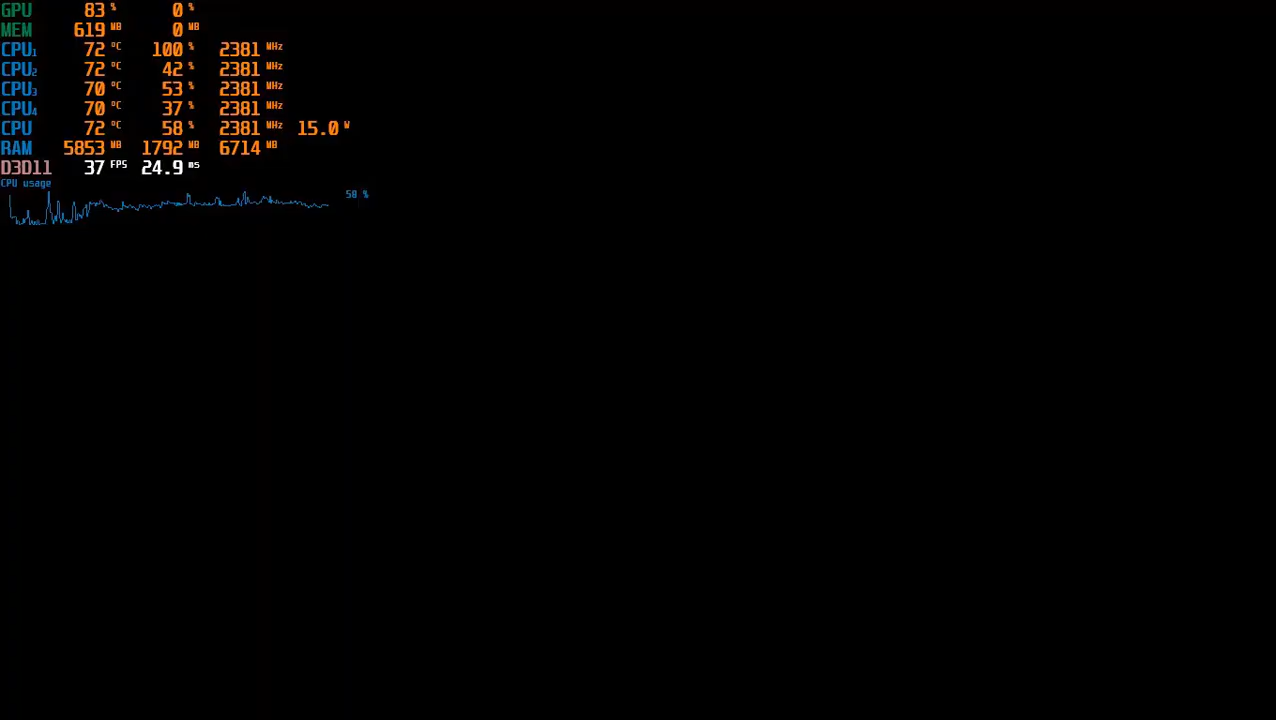 GPU 83 % 0 %
MEM 619 MB 0 MB
CPU1 72 °C 100 % 2381 MHz
CPU2 72 °C 42 % 2381 MHz
CPU3 70 °C 53 % 2381 MHz
CPU4 70 °C 37 % 2381 MHz
CPU 72 °C 58 % 2381 MHz 15.0 W
RAM 5853 MB 1792 MB 6714 MB
D3D11 37 FPS 24.9 ms
CPU usage
58 %